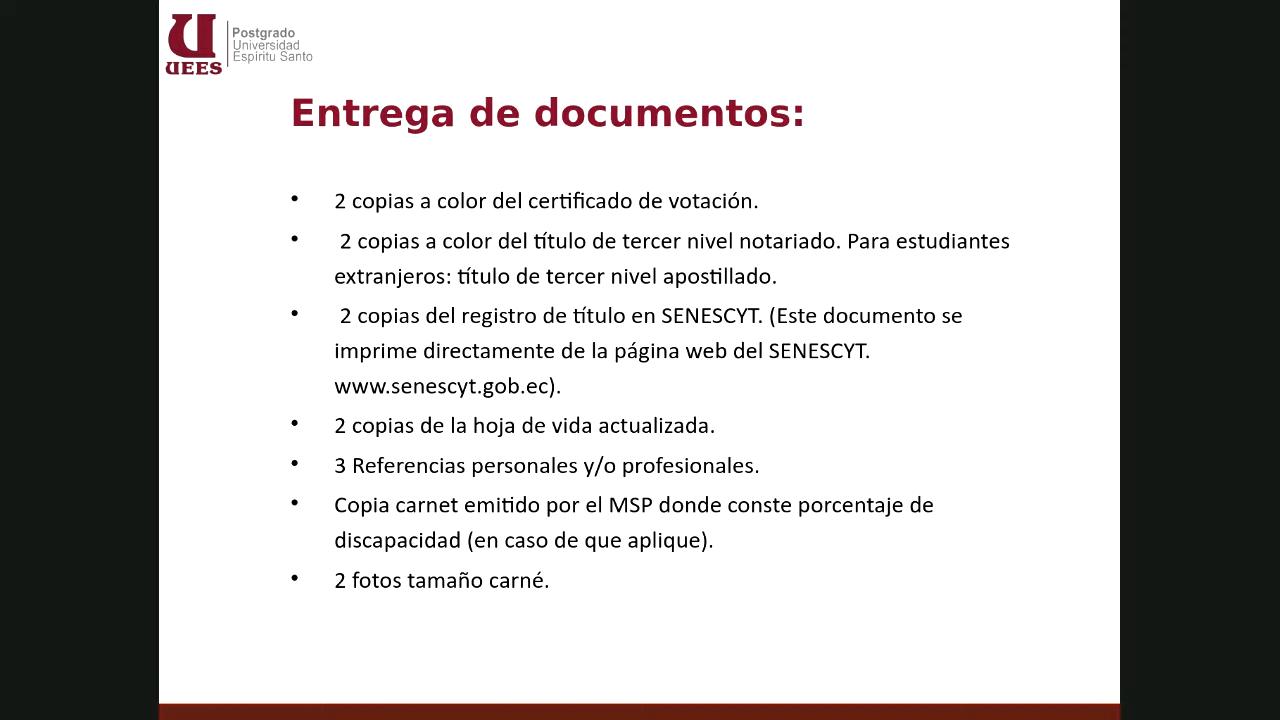 UEES
Postgrado
Universidad
Espíritu Santo
Entrega de documentos:
• 2 copias a color del certificado de votación.
• 2 copias a color del título de tercer nivel notariado. Para estudiantes
extranjeros: título de tercer nivel apostillado.
• 2 copias del registro de título en SENESCYT. (Este documento se
imprime directamente de la página web del SENESCYT.
www.senescyt.gob.ec).
• 2 copias de la hoja de vida actualizada.
• 3 Referencias personales y/o profesionales.
• Copia carnet emitido por el MSP donde conste porcentaje de
discapacidad (en caso de que aplique).
• 2 fotos tamaño carné.